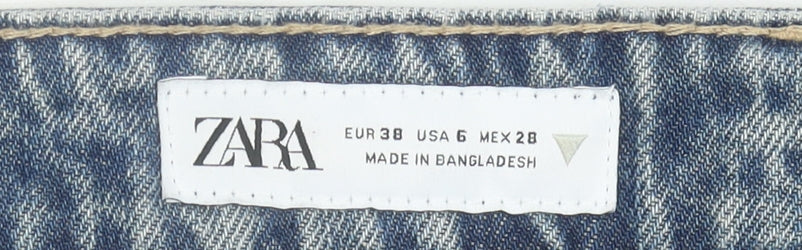 ZARA
EUR 38 USA 6 MEX 28
MADE IN BANGLADESH